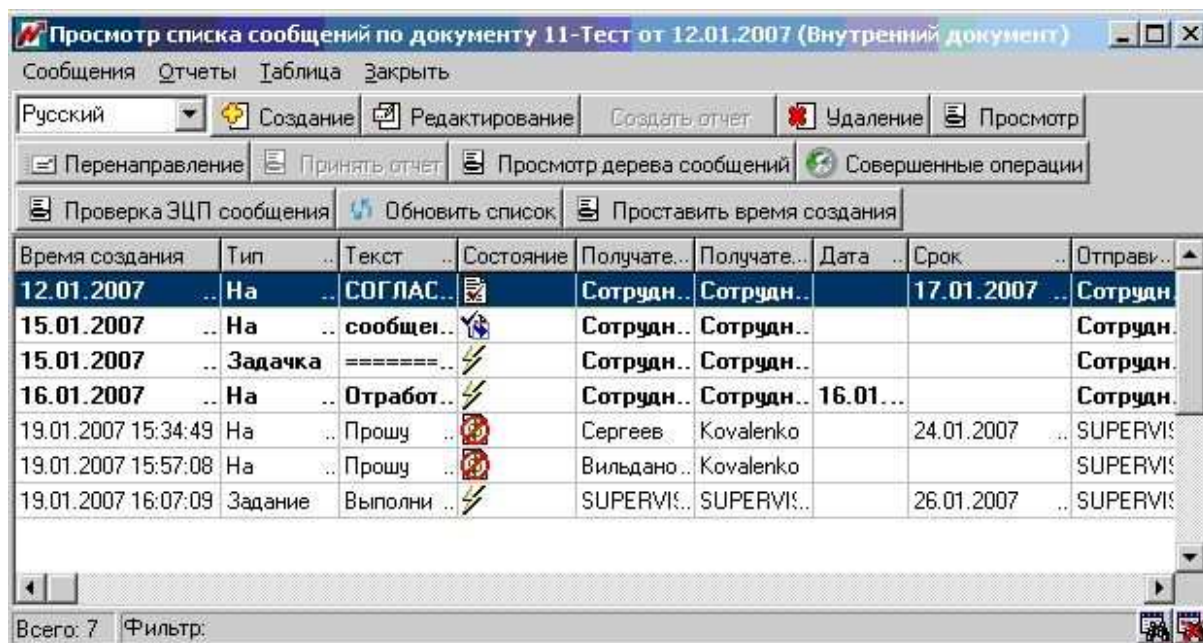 Просмотр списка сообщений по документу 11-Тест от 12.01.2007 (Внутренний документ)
Сообщения Отчеты Таблица Закрыть
Русский Создание Редактирование Создать отчет Удаление Просмотр
Перенаправление Принять отчет Просмотр дерева сообщений Совершенные операции
Проверка ЭЦП сообщения Обновить список Проставить время создания
Время создания Тип .. Текст .. Состояние Получате... Получате... Дата .. Срок Отправи..
12.01.2007 .. На .. СОГЛАС.. Сотрудн.. Сотрудн.. 17.01.2007 .. Сотрудн.
15.01.2007 .. На .. сообще.. Сотрудн.. Сотрудн.. Сотрудн.
15.01.2007 .. Задачка =======.. Сотрудн.. Сотрудн.. Сотрудн.
16.01.2007 .. На .. Отработ.. Сотрудн.. Сотрудн.. 16.01... Сотрудн.
19.01.2007 15:34:49 На .. Прошу .. Сергеев Kovalenko 24.01.2007 .. SUPERVIS
19.01.2007 15:57:08 На .. Прошу .. Вильдано.. Kovalenko SUPERVIS
19.01.2007 16:07:09 Задание Выполни .. SUPERVIS.. SUPERVIS.. 26.01.2007 .. SUPERVIS
Всего: 7 Фильтр: